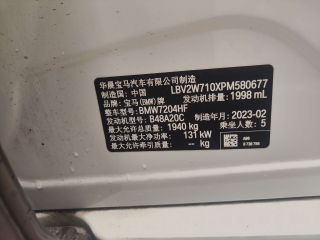 华晨宝马汽车有限公司制造
制造国: 中国 LBV2W710XPM580677
品牌: 宝马(BMW)牌 发动机排量: 1998 mL
整车型号: BMW7204HF
发动机型号: B48A20C 制造年月: 2023-02
最大允许总质量: 1940 kg 乘坐人数: 5
发动机最大净功率: 131 kW
最大允许牵引质量: - kg